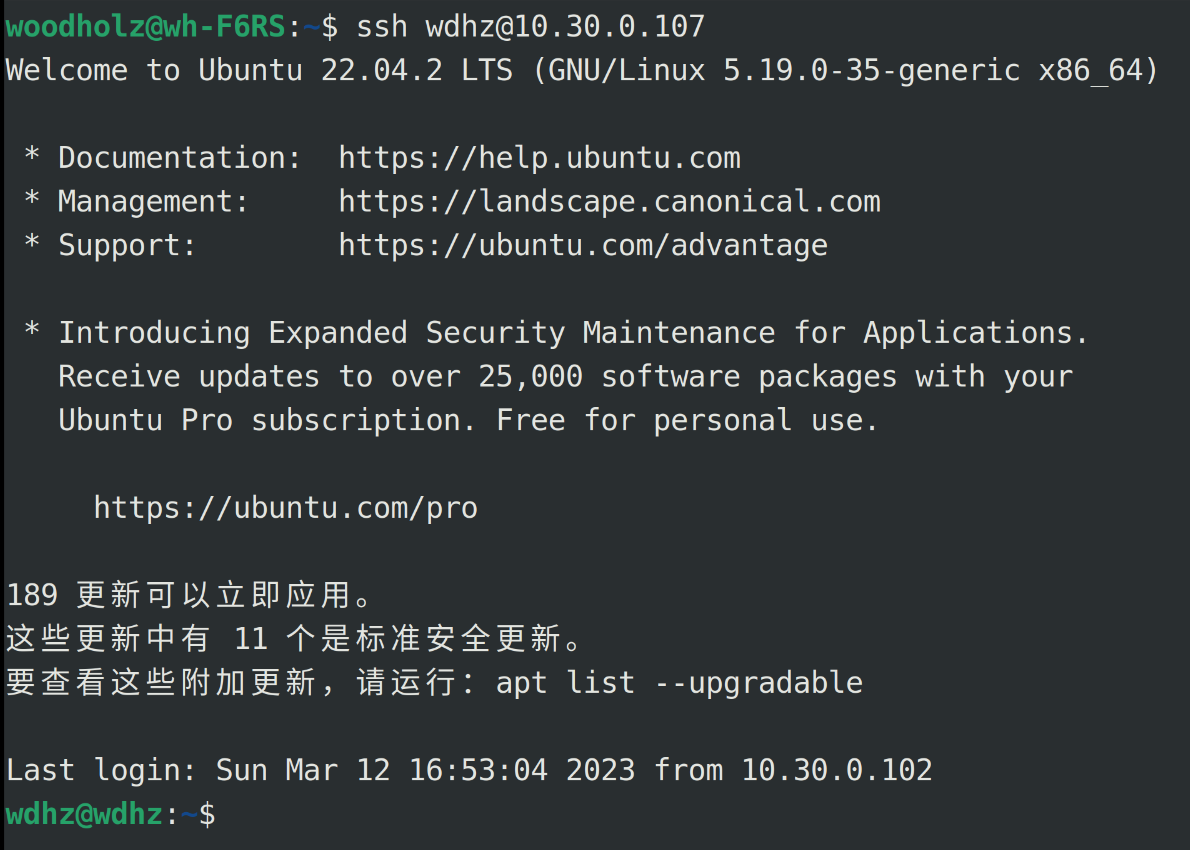 woodholz@wh-F6RS:~$ ssh wdhz@10.30.0.107
Welcome to Ubuntu 22.04.2 LTS (GNU/Linux 5.19.0-35-generic x86_64)
* Documentation:  https://help.ubuntu.com
* Management:     https://landscape.canonical.com
* Support:        https://ubuntu.com/advantage
* Introducing Expanded Security Maintenance for Applications.
Receive updates to over 25,000 software packages with your
Ubuntu Pro subscription. Free for personal use.
https://ubuntu.com/pro
189 更新可以立即应用。
这些更新中有 11 个是标准安全更新。
要查看这些附加更新，请运行：apt list --upgradable
Last login: Sun Mar 12 16:53:04 2023 from 10.30.0.102
wdhz@wdhz:~$